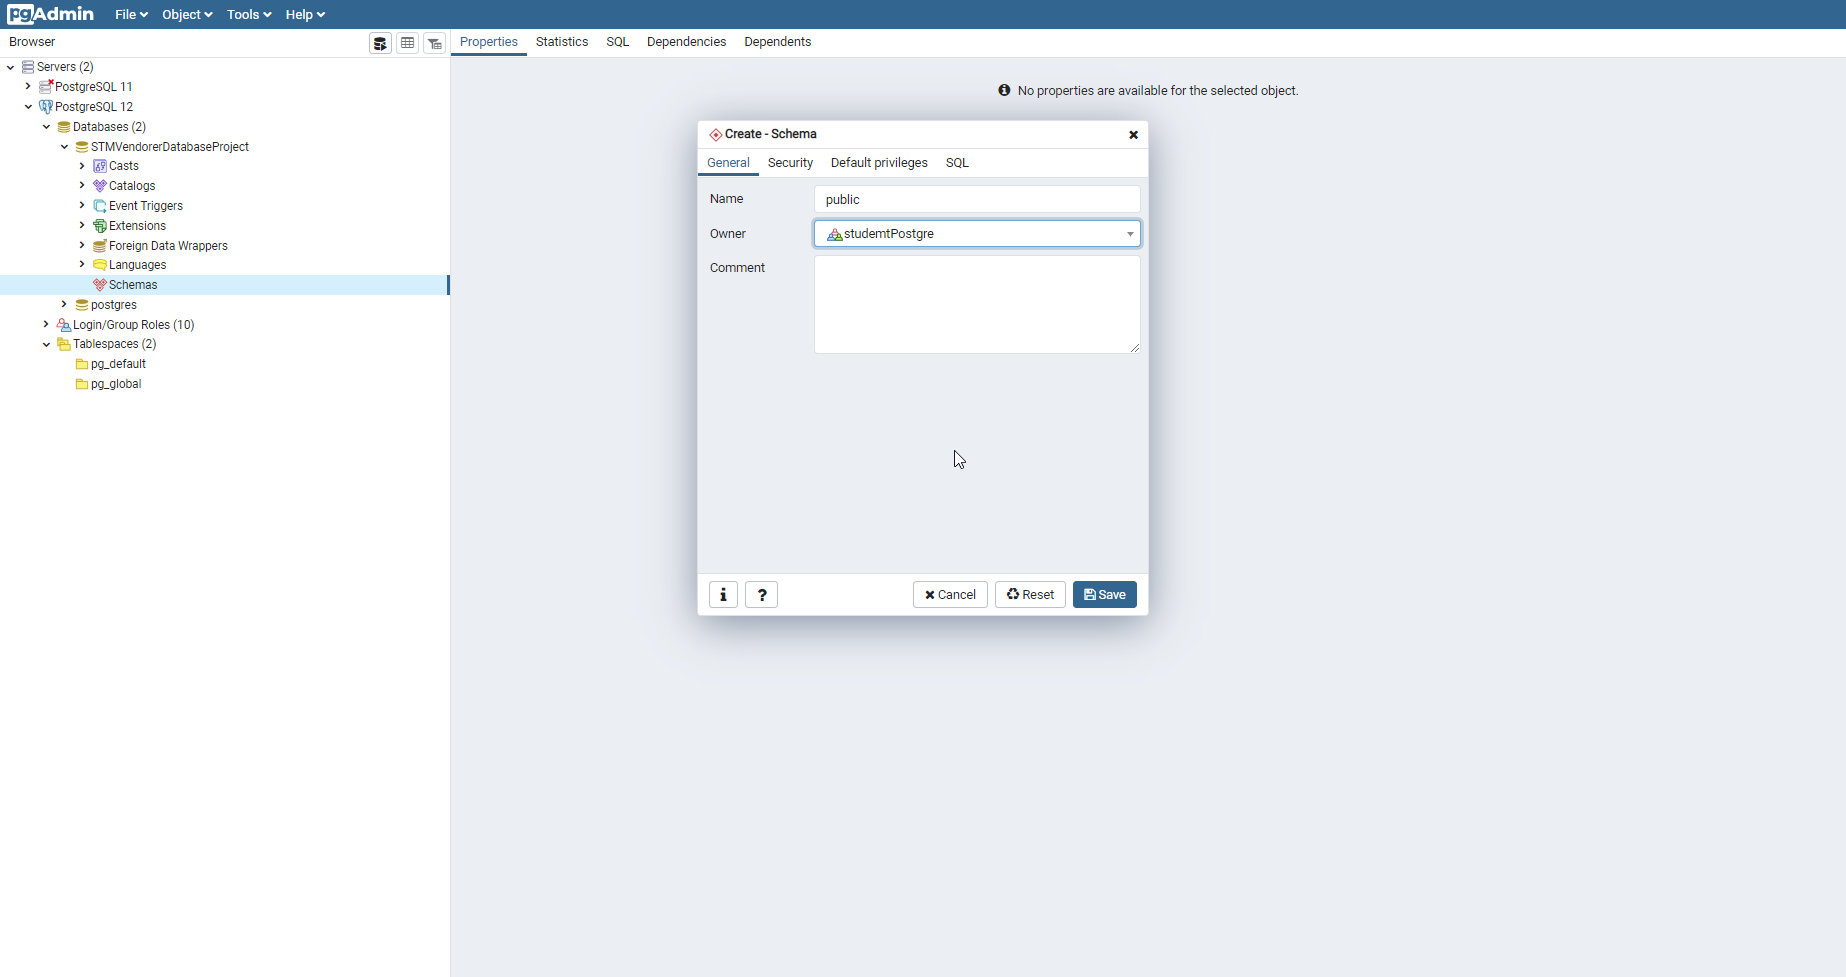 pgAdmin File Object Tools Help
Browser
Properties Statistics SQL Dependencies Dependents
Servers (2)
PostgreSQL 11
PostgreSQL 12
Databases (2)
STMVendorerDatabaseProject
Casts
Catalogs
Event Triggers
Extensions
Foreign Data Wrappers
Languages
Schemas
postgres
Login/Group Roles (10)
Tablespaces (2)
pg_default
pg_global
No properties are available for the selected object.
Create - Schema
General Security Default privileges SQL
Name public
Owner studemtPostgre
Comment
i ? Cancel Reset Save